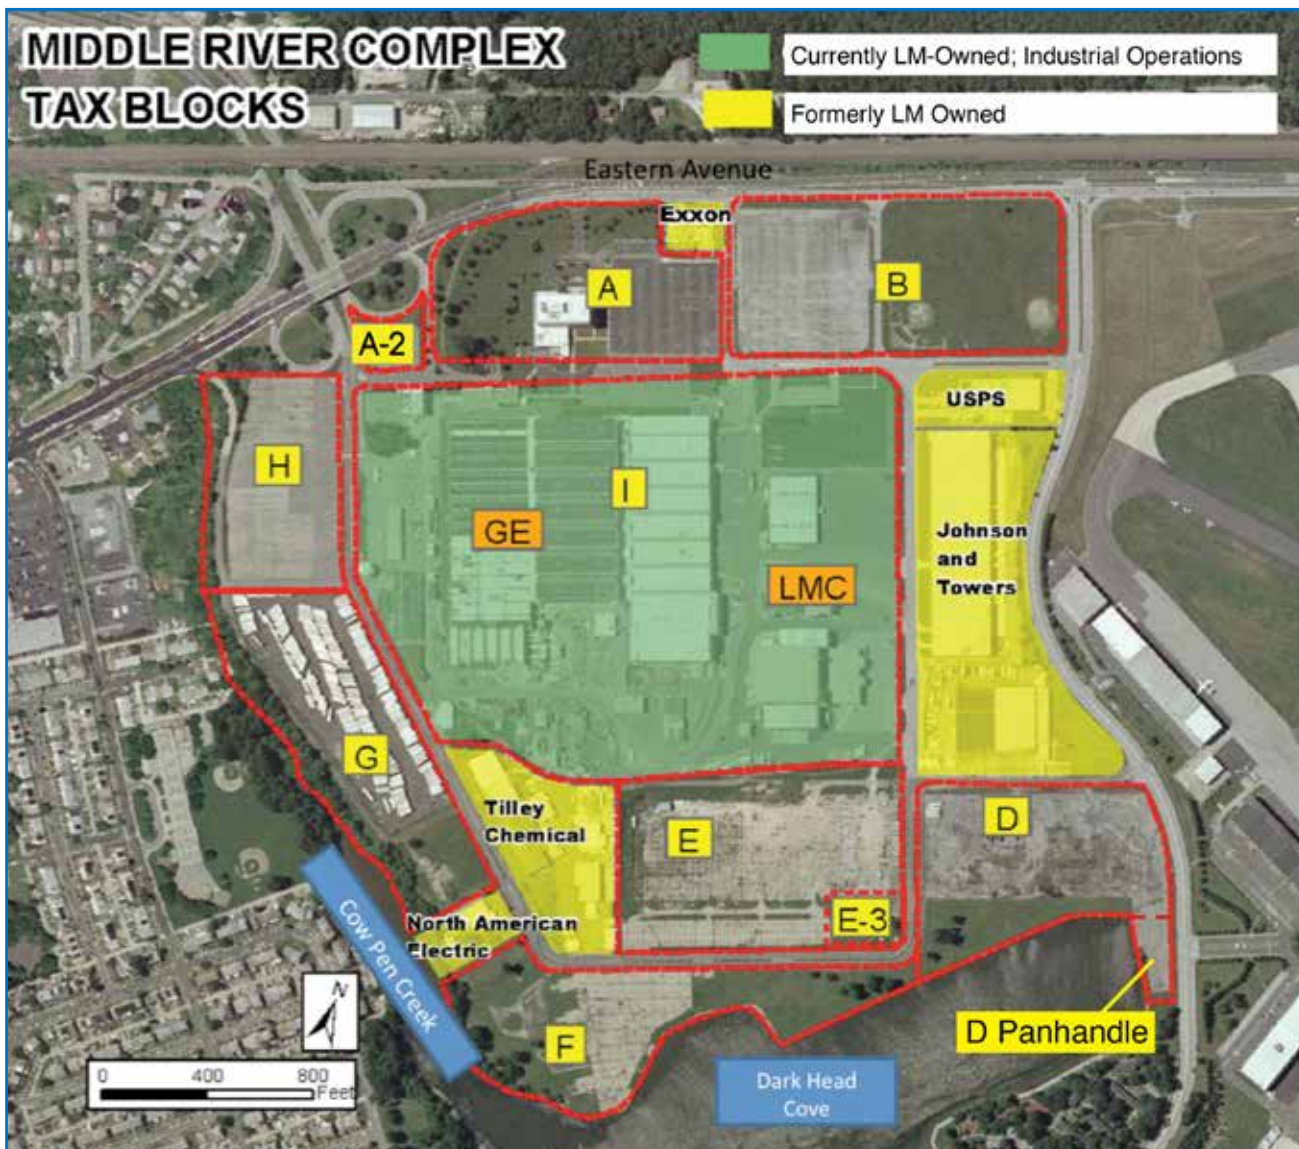 MIDDLE RIVER COMPLEX
TAX BLOCKS
Currently LM-Owned; Industrial Operations
Formerly LM Owned
Eastern Avenue
Exxon
A
B
A-2
USPS
H
I
GE
Johnson
and
Towers
LMC
G
Tilley
Chemical
E
D
E-3
North American
Electric
Cow Pen Creek
N
F
D Panhandle
0 400 800
Feet
Dark Head
Cove